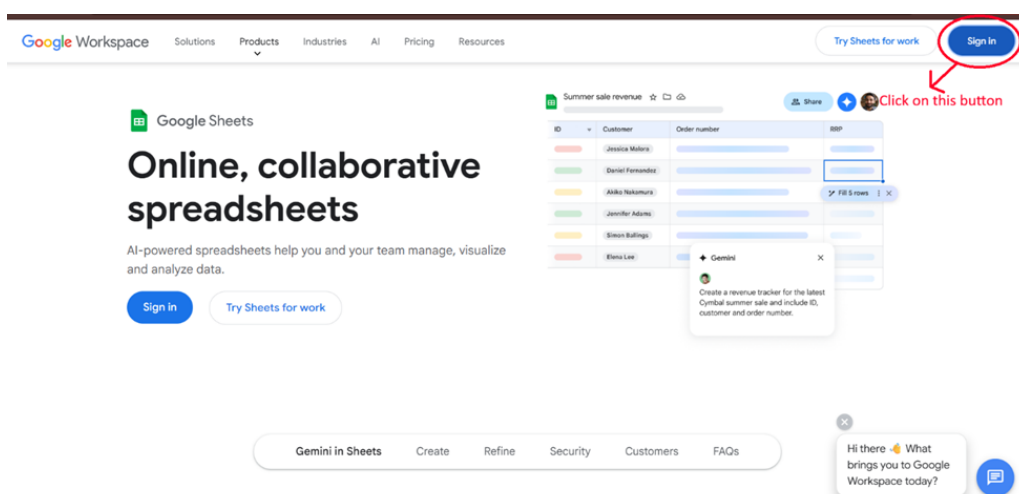 Google Workspace Solutions Products Industries AI Pricing Resources Try Sheets for work Sign in
Click on this button
Google Sheets
Online, collaborative
spreadsheets
AI-powered spreadsheets help you and your team manage, visualize
and analyze data.
Sign in Try Sheets for work
Summer sale revenue Share
ID Customer Order number RRP
Jessica Malora
Daniel Fernandez
Akiko Nakamura
Fill 5 rows
Jennifer Adams
Simon Ballings
Elena Lee
Gemini
Create a revenue tracker for the latest
Cymbal summer sale and include ID,
customer and order number.
Gemini in Sheets Create Refine Security Customers FAQs
Hi there 👋 What
brings you to Google
Workspace today?